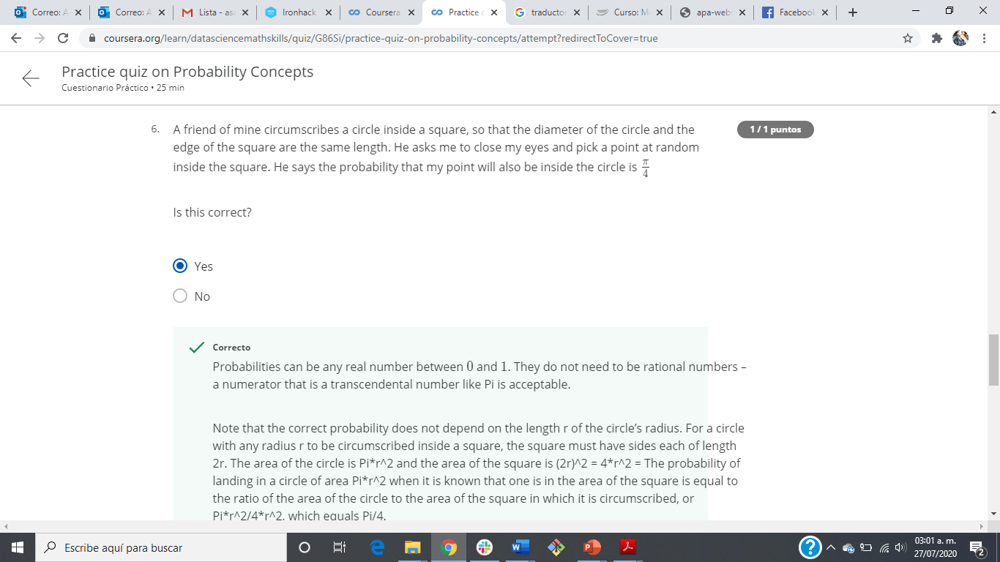 Correo: A
Correo: A
Lista - asa
Ironhack
Coursera
Practice c
traductor
Curso: M
apa-web
Facebook
coursera.org/learn/datasciencemathskills/quiz/G86Si/practice-quiz-on-probability-concepts/attempt?redirectToCover=true
Practice quiz on Probability Concepts
Cuestionario Práctico • 25 min
6. A friend of mine circumscribes a circle inside a square, so that the diameter of the circle and the
1 / 1 puntos
edge of the square are the same length. He asks me to close my eyes and pick a point at random
inside the square. He says the probability that my point will also be inside the circle is π/4
Is this correct?
Yes
No
Correcto
Probabilities can be any real number between 0 and 1. They do not need to be rational numbers –
a numerator that is a transcendental number like Pi is acceptable.
Note that the correct probability does not depend on the length r of the circle's radius. For a circle
with any radius r to be circumscribed inside a square, the square must have sides each of length
2r. The area of the circle is Pi*r^2 and the area of the square is (2r)^2 = 4*r^2 = The probability of
landing in a circle of area Pi*r^2 when it is known that one is in the area of the square is equal to
the ratio of the area of the circle to the area of the square in which it is circumscribed, or
Pi*r^2/4*r^2, which equals Pi/4.
Escribe aquí para buscar
03:01 a. m.
27/07/2020
2